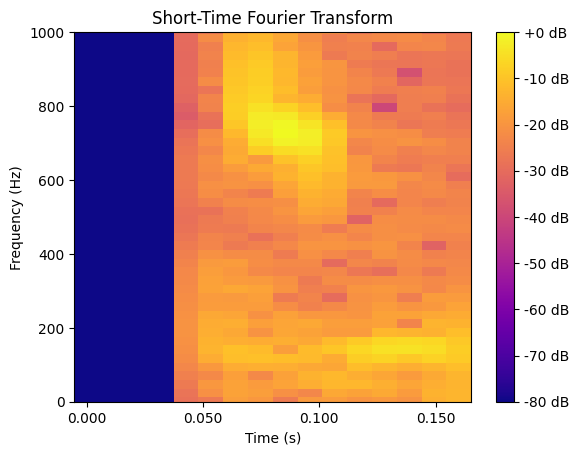 Short-Time Fourier Transform
1000
800
600
400
200
0
Frequency (Hz)
0.000
0.050
0.100
0.150
Time (s)
+0 dB
-10 dB
-20 dB
-30 dB
-40 dB
-50 dB
-60 dB
-70 dB
-80 dB